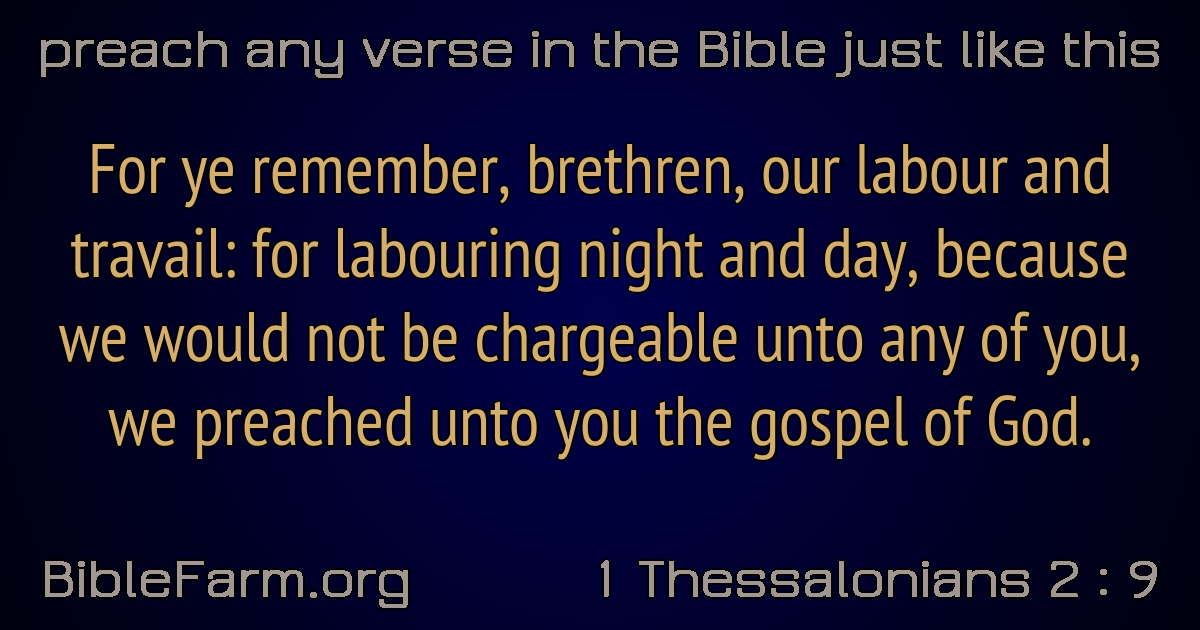 preach any verse in the Bible just like this
For ye remember, brethren, our labour and
travail: for labouring night and day, because
we would not be chargeable unto any of you,
we preached unto you the gospel of God.
BibleFarm.org
1 Thessalonians 2 : 9